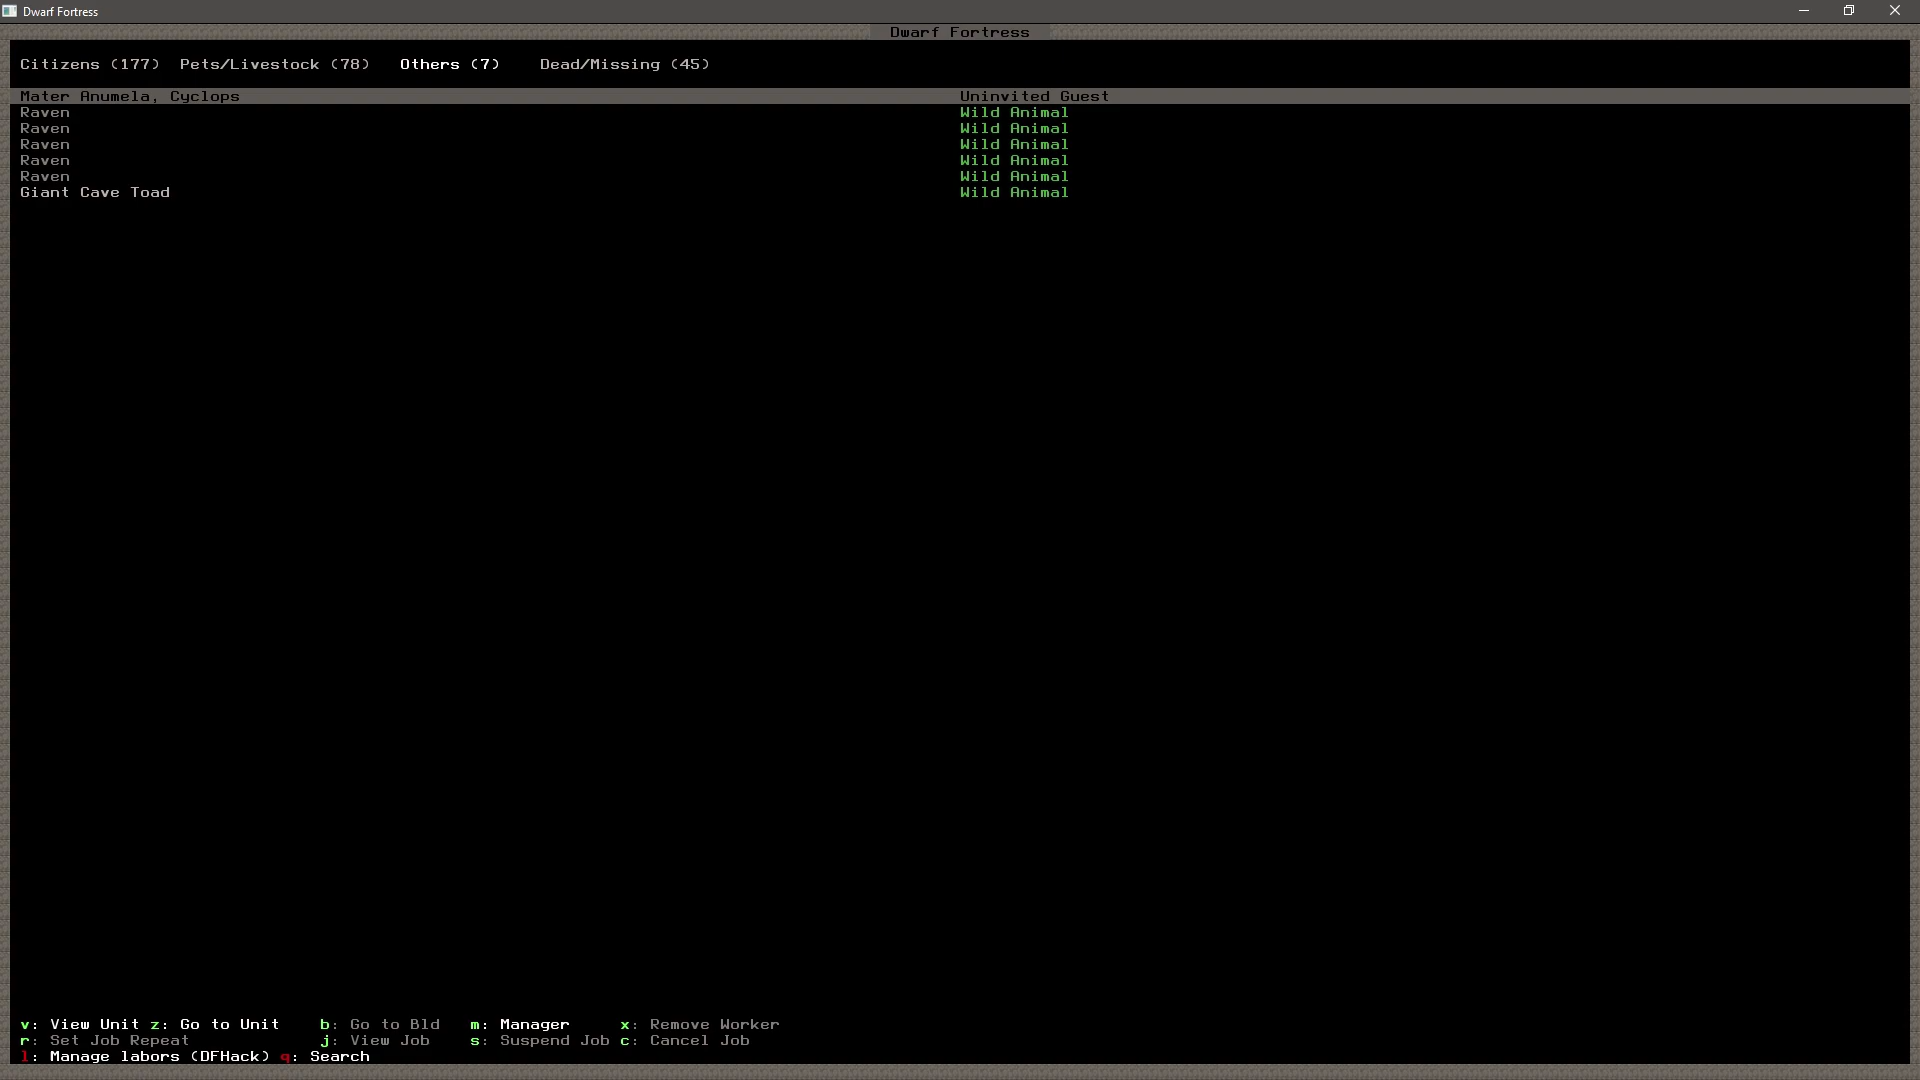 Dwarf Fortress
Dwarf Fortress
Citizens (177) Pets/Livestock (78) Others (7) Dead/Missing (45)
Mater Anumela, Cyclops Uninvited Guest
Raven Wild Animal
Raven Wild Animal
Raven Wild Animal
Raven Wild Animal
Raven Wild Animal
Giant Cave Toad Wild Animal
v: View Unit z: Go to Unit b: Go to Bld m: Manager x: Remove Worker
r: Set Job Repeat j: View Job s: Suspend Job c: Cancel Job
l: Manage labors (DFHack) q: Search